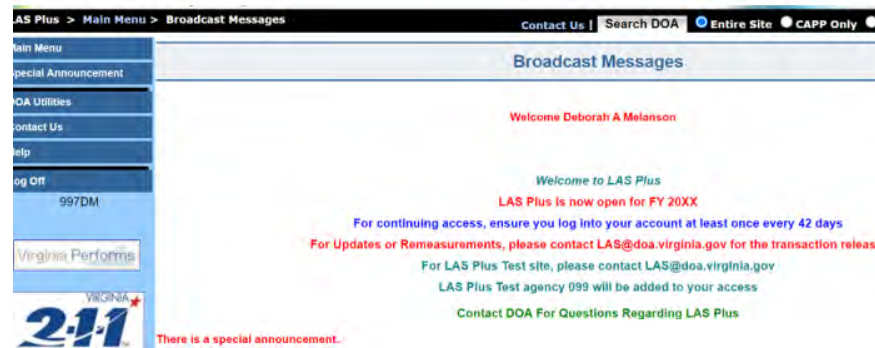 LAS Plus > Main Menu > Broadcast Messages
Contact Us | Search DOA Entire Site CAPP Only
Main Menu
Special Announcement
DOA Utilities
Contact Us
Help
Log Off
997DM
Virginia Performs
VIRGINIA
2-1-1
Broadcast Messages
Welcome Deborah A Melanson
Welcome to LAS Plus
LAS Plus is now open for FY 20XX
For continuing access, ensure you log into your account at least once every 42 days
For Updates or Remeasurements, please contact LAS@doa.virginia.gov for the transaction releas
For LAS Plus Test site, please contact LAS@doa.virginia.gov
LAS Plus Test agency 099 will be added to your access
Contact DOA For Questions Regarding LAS Plus
There is a special announcement.